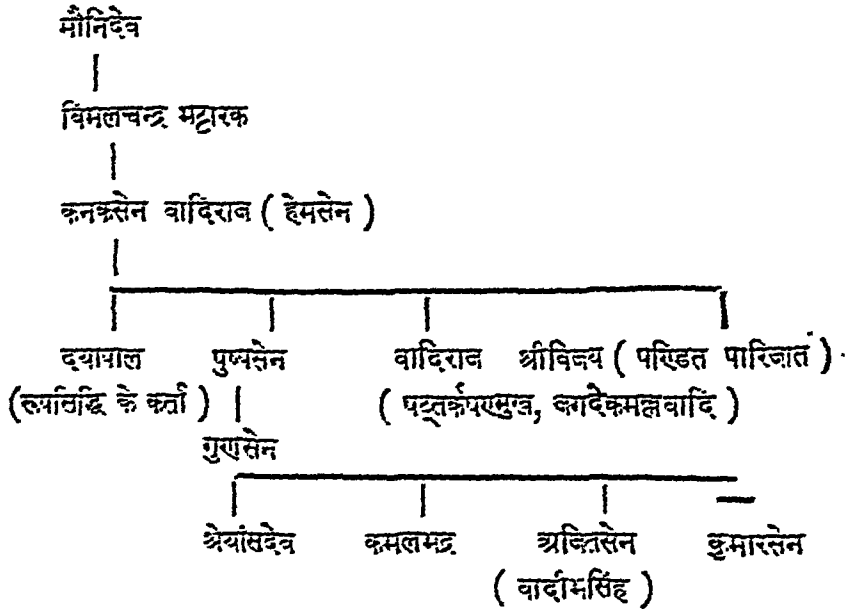 मौनिदेव
विमलचन्द्र भट्टारक
कनकसेन वादिराज ( हेमसेन )
दयापाल पुष्पसेन वादिराज श्रीविजय ( पण्डित पारिजात )
(रूपसिद्धि के कर्ता) ( षट्तर्कषण्मुख, जगदेकमल्लवादि )
गुणसेन
श्रेयांसदेव कमलभद्र अजितसेन कुमारसेन
( वादीभसिंह )